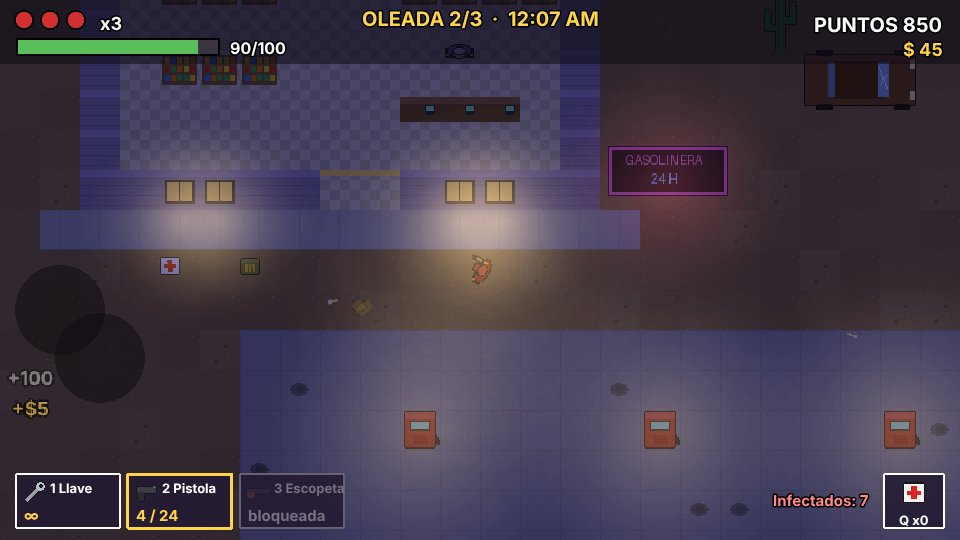 x3
OLEADA 2/3 · 12:07 AM
PUNTOS 850
90/100
$ 45
GASOLINERA
24H
+100
+$5
1 Llave
∞
2 Pistola
4 / 24
3 Escopeta
bloqueada
Infectados: 7
Q x0